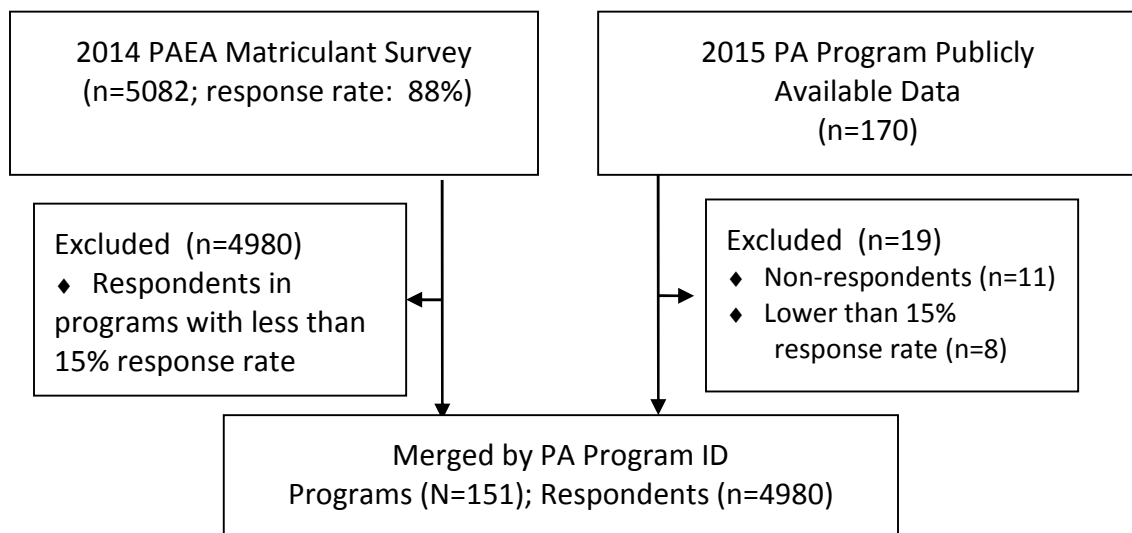 2014 PAEA Matriculant Survey
(n=5082; response rate:  88%)
2015 PA Program Publicly
Available Data
(n=170)
Excluded  (n=4980)
♦  Respondents in
programs with less than
15% response rate
Excluded  (n=19)
♦  Non-respondents (n=11)
♦  Lower than 15%
response rate (n=8)
Merged by PA Program ID
Programs (N=151); Respondents (n=4980)